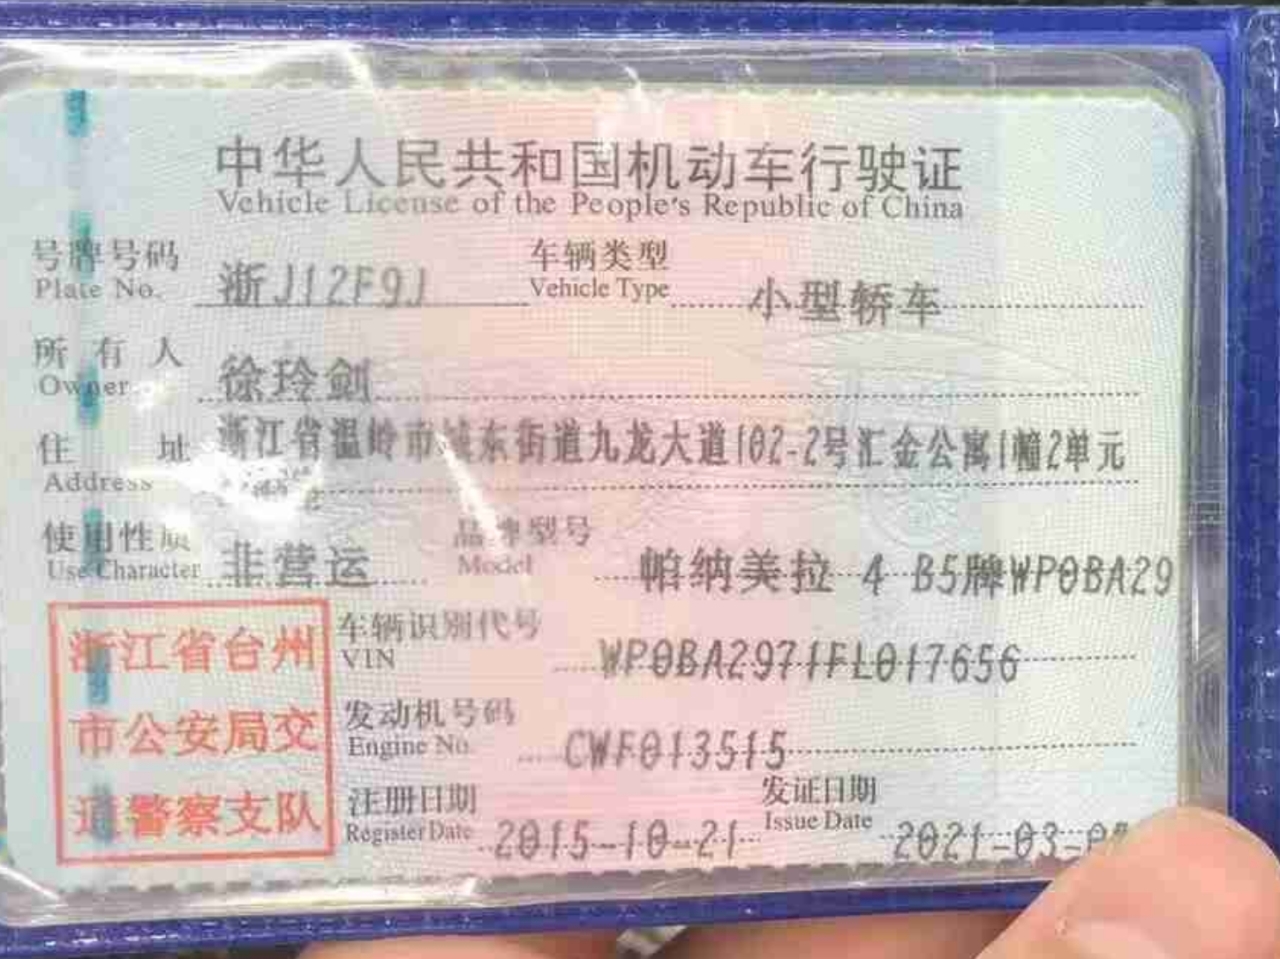 中华人民共和国机动车行驶证
Vehicle License of the People's Republic of China
号牌号码 浙J12F9J 车辆类型 小型轿车
Plate No. Vehicle Type
所有人 徐玲剑
Owner
住址 浙江省温岭市城东街道九龙大道102-2号汇金公寓1幢2单元
Address
使用性质 非营运 品牌型号 帕纳美拉 4 B5牌WP0BA29
Use Character Model
浙江省台州
市公安局交
通警察支队
车辆识别代号 WP0BA2971FL017656
VIN
发动机号码 CWF013515
Engine No.
注册日期 2015-10-21 发证日期 2021-03-
Register Date Issue Date